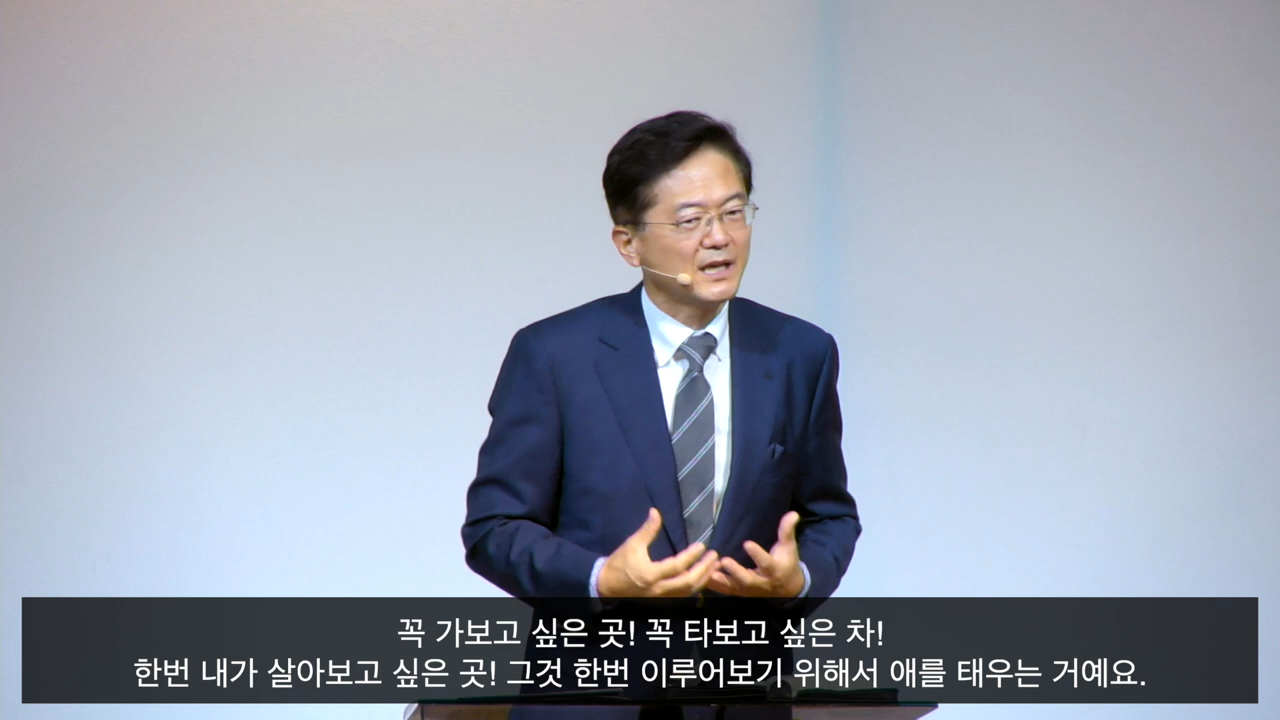 꼭 가보고 싶은 곳! 꼭 타보고 싶은 차!
한번 내가 살아보고 싶은 곳! 그것 한번 이루어보기 위해서 애를 태우는 거예요.